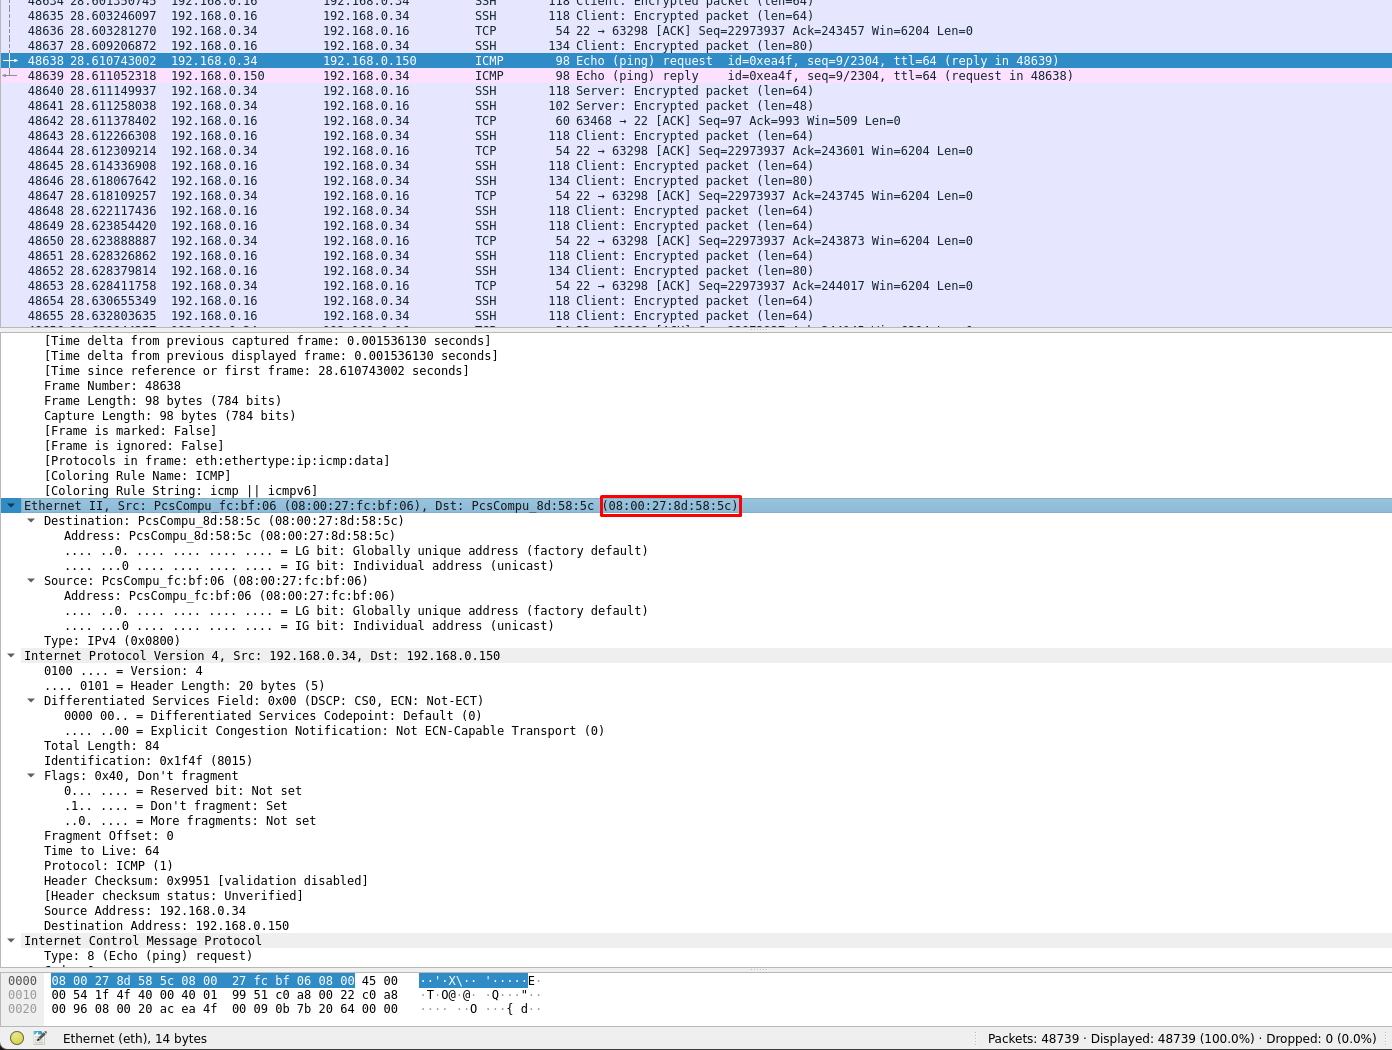 48634 28.601350745 192.168.0.16 192.168.0.34 SSH 118 Client: Encrypted packet (len=64)
48635 28.603246097 192.168.0.16 192.168.0.34 SSH 118 Client: Encrypted packet (len=64)
48636 28.603281270 192.168.0.34 192.168.0.16 TCP 54 22 → 63298 [ACK] Seq=22973937 Ack=243457 Win=6204 Len=0
48637 28.609206872 192.168.0.16 192.168.0.34 SSH 134 Client: Encrypted packet (len=80)
48638 28.610743002 192.168.0.34 192.168.0.150 ICMP 98 Echo (ping) request id=0xea4f, seq=9/2304, ttl=64 (reply in 48639)
48639 28.611052318 192.168.0.150 192.168.0.34 ICMP 98 Echo (ping) reply id=0xea4f, seq=9/2304, ttl=64 (request in 48638)
48640 28.611149937 192.168.0.34 192.168.0.16 SSH 118 Server: Encrypted packet (len=64)
48641 28.611258038 192.168.0.34 192.168.0.16 SSH 102 Server: Encrypted packet (len=48)
48642 28.611378402 192.168.0.16 192.168.0.34 TCP 60 63468 → 22 [ACK] Seq=97 Ack=993 Win=509 Len=0
48643 28.612266308 192.168.0.16 192.168.0.34 SSH 118 Client: Encrypted packet (len=64)
48644 28.612309214 192.168.0.34 192.168.0.16 TCP 54 22 → 63298 [ACK] Seq=22973937 Ack=243601 Win=6204 Len=0
48645 28.614336908 192.168.0.16 192.168.0.34 SSH 118 Client: Encrypted packet (len=64)
48646 28.618067642 192.168.0.16 192.168.0.34 SSH 134 Client: Encrypted packet (len=80)
48647 28.618109257 192.168.0.34 192.168.0.16 TCP 54 22 → 63298 [ACK] Seq=22973937 Ack=243745 Win=6204 Len=0
48648 28.622117436 192.168.0.16 192.168.0.34 SSH 118 Client: Encrypted packet (len=64)
48649 28.623854420 192.168.0.16 192.168.0.34 SSH 118 Client: Encrypted packet (len=64)
48650 28.623888887 192.168.0.34 192.168.0.16 TCP 54 22 → 63298 [ACK] Seq=22973937 Ack=243873 Win=6204 Len=0
48651 28.628326862 192.168.0.16 192.168.0.34 SSH 118 Client: Encrypted packet (len=64)
48652 28.628379814 192.168.0.16 192.168.0.34 SSH 134 Client: Encrypted packet (len=80)
48653 28.628411758 192.168.0.34 192.168.0.16 TCP 54 22 → 63298 [ACK] Seq=22973937 Ack=244017 Win=6204 Len=0
48654 28.630655349 192.168.0.16 192.168.0.34 SSH 118 Client: Encrypted packet (len=64)
48655 28.632803635 192.168.0.16 192.168.0.34 SSH 118 Client: Encrypted packet (len=64)
[Time delta from previous captured frame: 0.001536130 seconds]
[Time delta from previous displayed frame: 0.001536130 seconds]
[Time since reference or first frame: 28.610743002 seconds]
Frame Number: 48638
Frame Length: 98 bytes (784 bits)
Capture Length: 98 bytes (784 bits)
[Frame is marked: False]
[Frame is ignored: False]
[Protocols in frame: eth:ethertype:ip:icmp:data]
[Coloring Rule Name: ICMP]
[Coloring Rule String: icmp || icmpv6]
Ethernet II, Src: PcsCompu_fc:bf:06 (08:00:27:fc:bf:06), Dst: PcsCompu_8d:58:5c (08:00:27:8d:58:5c)
Destination: PcsCompu_8d:58:5c (08:00:27:8d:58:5c)
Address: PcsCompu_8d:58:5c (08:00:27:8d:58:5c)
.... ..0. .... .... .... .... = LG bit: Globally unique address (factory default)
.... ...0 .... .... .... .... = IG bit: Individual address (unicast)
Source: PcsCompu_fc:bf:06 (08:00:27:fc:bf:06)
Address: PcsCompu_fc:bf:06 (08:00:27:fc:bf:06)
.... ..0. .... .... .... .... = LG bit: Globally unique address (factory default)
.... ...0 .... .... .... .... = IG bit: Individual address (unicast)
Type: IPv4 (0x0800)
Internet Protocol Version 4, Src: 192.168.0.34, Dst: 192.168.0.150
0100 .... = Version: 4
.... 0101 = Header Length: 20 bytes (5)
Differentiated Services Field: 0x00 (DSCP: CS0, ECN: Not-ECT)
0000 00.. = Differentiated Services Codepoint: Default (0)
.... ..00 = Explicit Congestion Notification: Not ECN-Capable Transport (0)
Total Length: 84
Identification: 0x1f4f (8015)
Flags: 0x40, Don't fragment
0... .... = Reserved bit: Not set
.1.. .... = Don't fragment: Set
..0. .... = More fragments: Not set
Fragment Offset: 0
Time to Live: 64
Protocol: ICMP (1)
Header Checksum: 0x9951 [validation disabled]
[Header checksum status: Unverified]
Source Address: 192.168.0.34
Destination Address: 192.168.0.150
Internet Control Message Protocol
Type: 8 (Echo (ping) request)
0000 08 00 27 8d 58 5c 08 00 27 fc bf 06 08 00 45 00 ··'·X\·· '·····E·
0010 00 54 1f 4f 40 00 40 01 99 51 c0 a8 00 22 c0 a8 ·T·O@·@· ·Q···"··
0020 00 96 08 00 20 ac ea 4f 00 09 0b 7b 20 64 00 00 ···· ··O ···{ d··
Ethernet (eth), 14 bytes
Packets: 48739 · Displayed: 48739 (100.0%) · Dropped: 0 (0.0%)